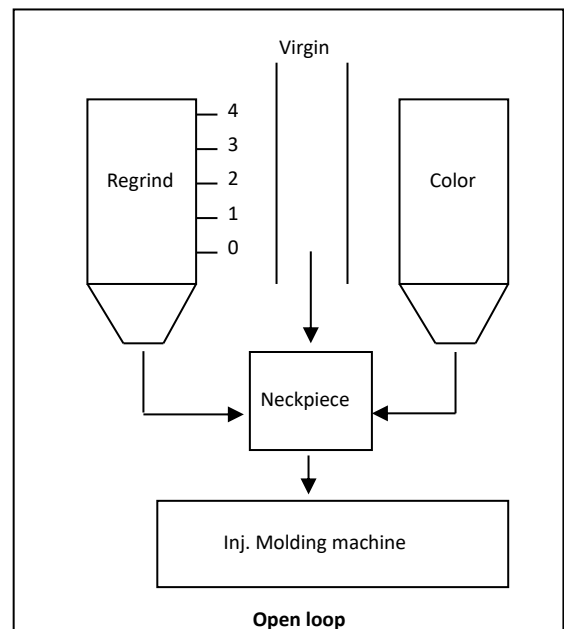 Virgin
4
3
Regrind
2
Color
1
0
Neckpiece
Inj. Molding machine
Open loop